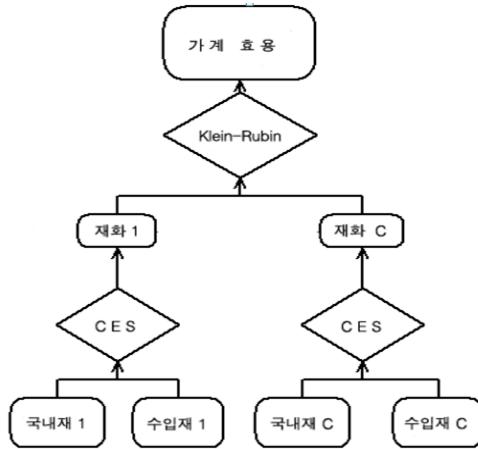 가계 효용
Klein-Rubin
재화 1
재화 C
C E S
C E S
국내재 1
수입재 1
국내재 C
수입재 C